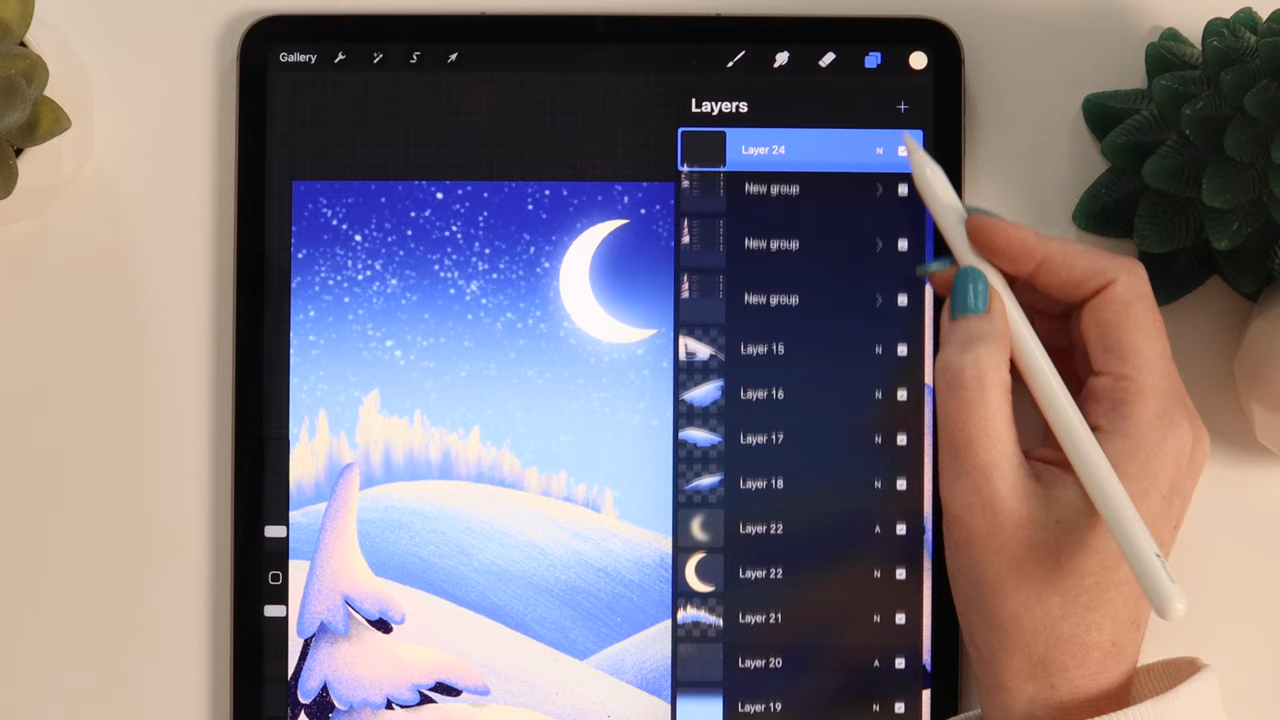 Gallery
Layers
Layer 24 N
New group
New group
New group
Layer 15 N
Layer 16 N
Layer 17 N
Layer 18 N
Layer 22 A
Layer 22 N
Layer 21 N
Layer 20 A
Layer 19 N